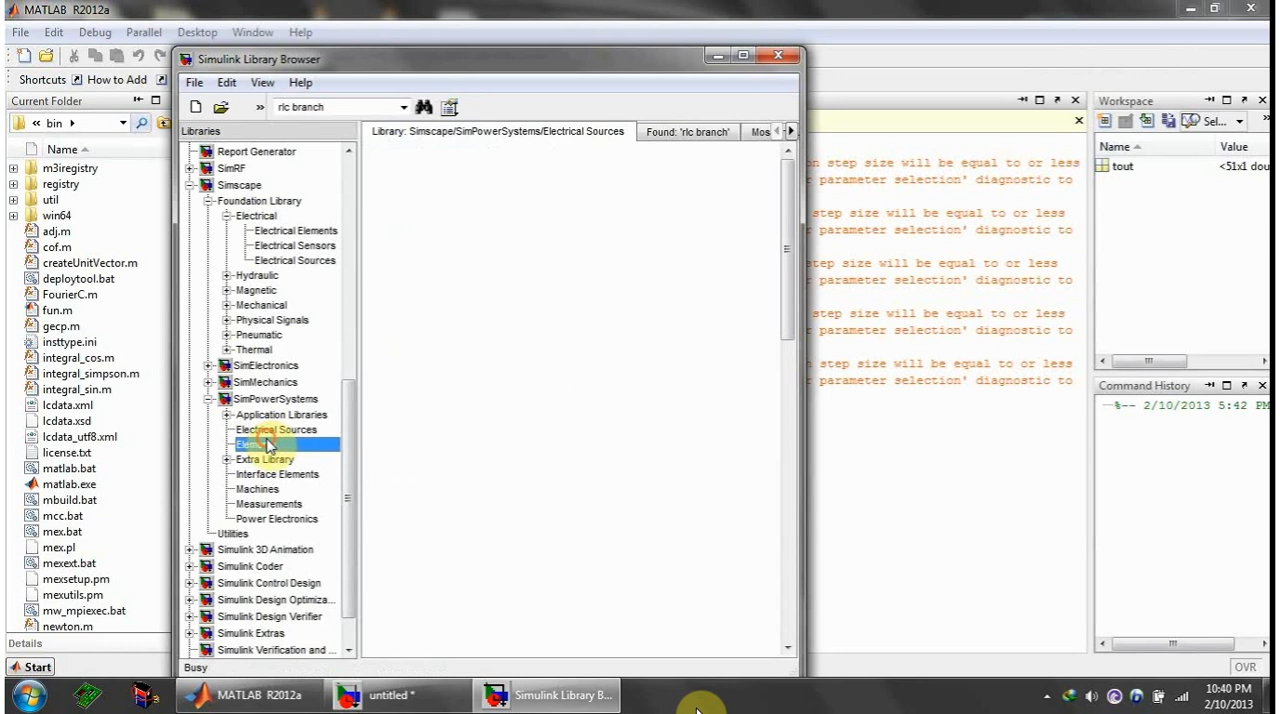 MATLAB R2012a
File Edit Debug Parallel Desktop Window Help
Shortcuts How to Add
Current Folder
« bin
Name
m3iregistry
registry
util
win64
adj.m
cof.m
createUnitVector.m
deploytool.bat
FourierC.m
fun.m
gecp.m
insttype.ini
integral_cos.m
integral_simpson.m
integral_sin.m
lcdata.xml
lcdata.xsd
lcdata_utf8.xml
license.txt
matlab.bat
matlab.exe
mbuild.bat
mcc.bat
mex.bat
mex.pl
mexext.bat
mexsetup.pm
mexutils.pm
mw_mpiexec.bat
newton.m
Details
Start
Simulink Library Browser
File Edit View Help
» rlc branch
Libraries
Library: Simscape/SimPowerSystems/Electrical Sources Found: 'rlc branch' Mos
Report Generator
SimRF
Simscape
Foundation Library
Electrical
Electrical Elements
Electrical Sensors
Electrical Sources
Hydraulic
Magnetic
Mechanical
Physical Signals
Pneumatic
Thermal
SimElectronics
SimMechanics
SimPowerSystems
Application Libraries
Electrical Sources
Extra Library
Interface Elements
Machines
Measurements
Power Electronics
Utilities
Simulink 3D Animation
Simulink Coder
Simulink Control Design
Simulink Design Optimiza...
Simulink Design Verifier
Simulink Extras
Simulink Verification and ...
Busy
on step size will be equal to or less
r parameter selection' diagnostic to
step size will be equal to or less
r parameter selection' diagnostic to
step size will be equal to or less
parameter selection' diagnostic to
step size will be equal to or less
parameter selection' diagnostic to
n step size will be equal to or less
r parameter selection' diagnostic to
Workspace
Sel...
Name Value
tout <51x1 dou
Command History
%-- 2/10/2013 5:42 PM --%
OVR
MATLAB R2012a
untitled *
Simulink Library B...
10:40 PM
2/10/2013